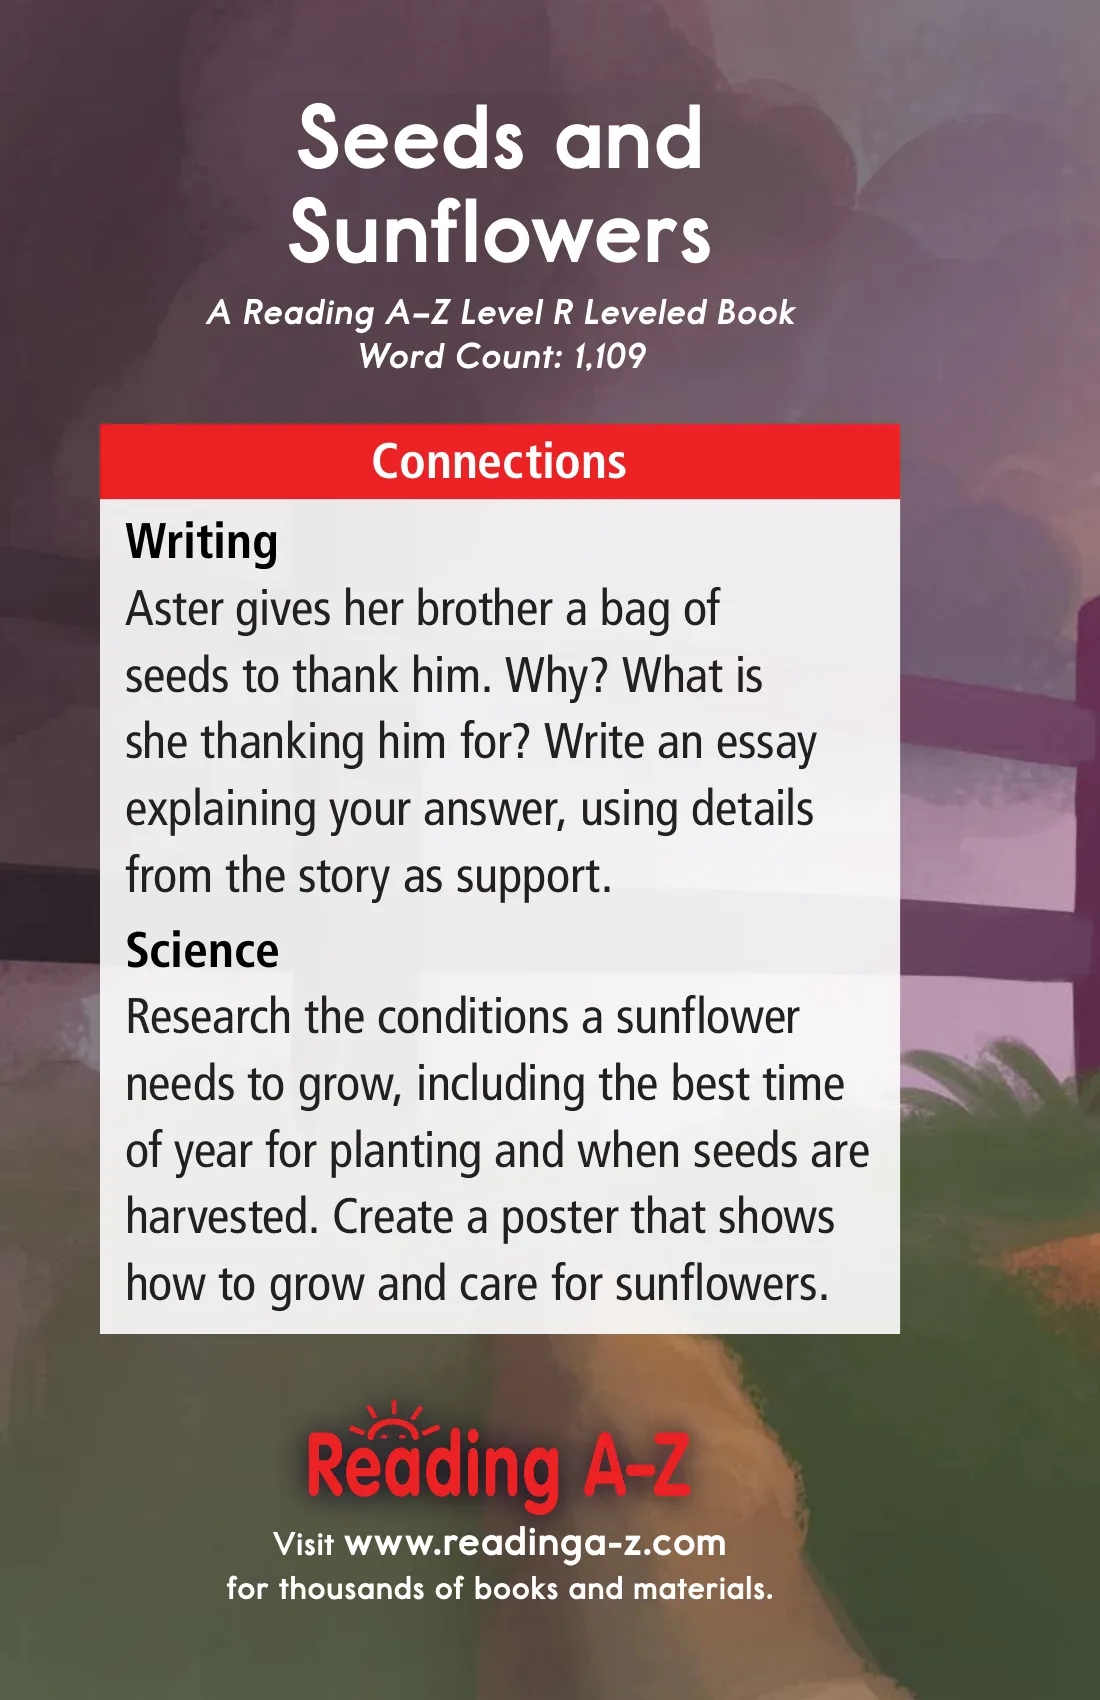 Seeds and
Sunflowers
A Reading A–Z Level R Leveled Book
Word Count: 1,109
Connections
Writing
Aster gives her brother a bag of
seeds to thank him. Why? What is
she thanking him for? Write an essay
explaining your answer, using details
from the story as support.
Science
Research the conditions a sunflower
needs to grow, including the best time
of year for planting and when seeds are
harvested. Create a poster that shows
how to grow and care for sunflowers.
Reading A–Z
Visit www.readinga-z.com
for thousands of books and materials.